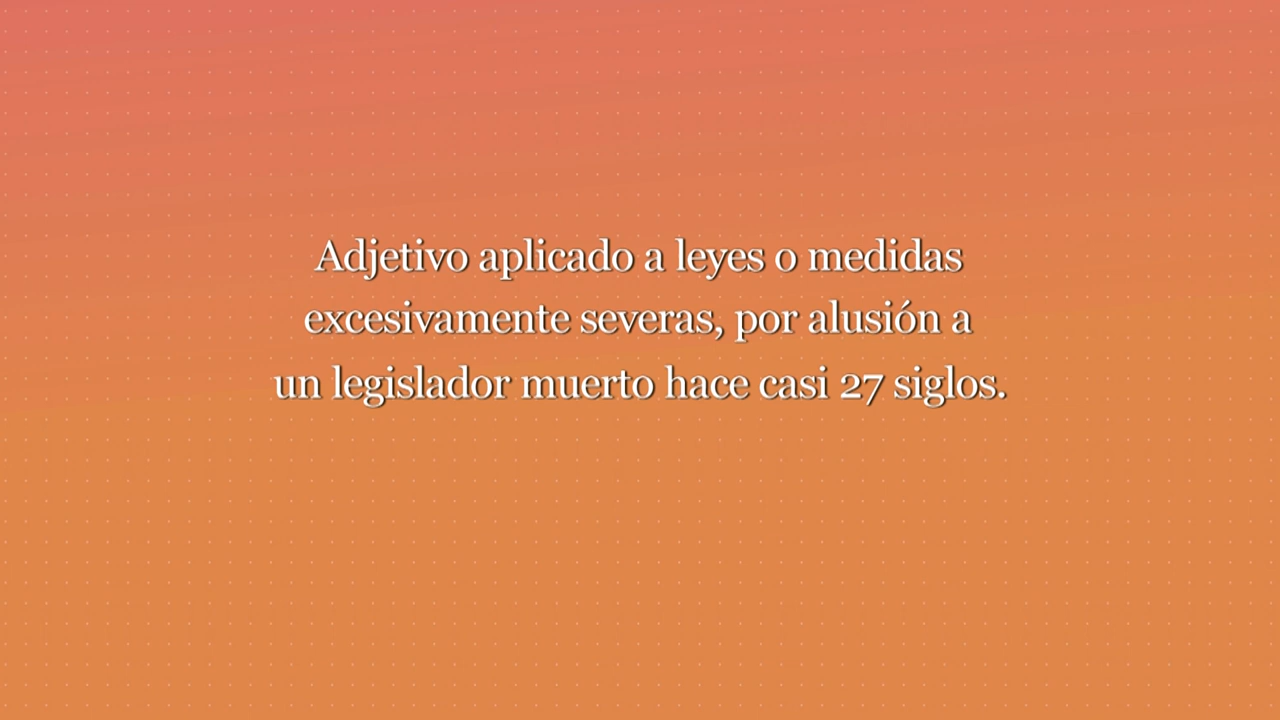 Adjetivo aplicado a leyes o medidas
excesivamente severas, por alusión a
un legislador muerto hace casi 27 siglos.